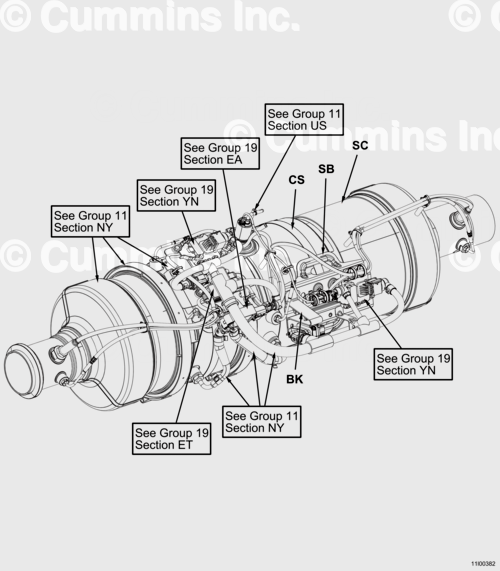 © Cummins Inc.
©
See Group 11
Section US
© Cummins Inc.
See Group 19
Section EA
SC
SB
CS
See Group 19
Section YN
See Group 11
Section NY
© Cummins Inc.
©
See Group 19
Section YN
BK
See Group 11
Section NY
See Group 19
Section ET
11I00382